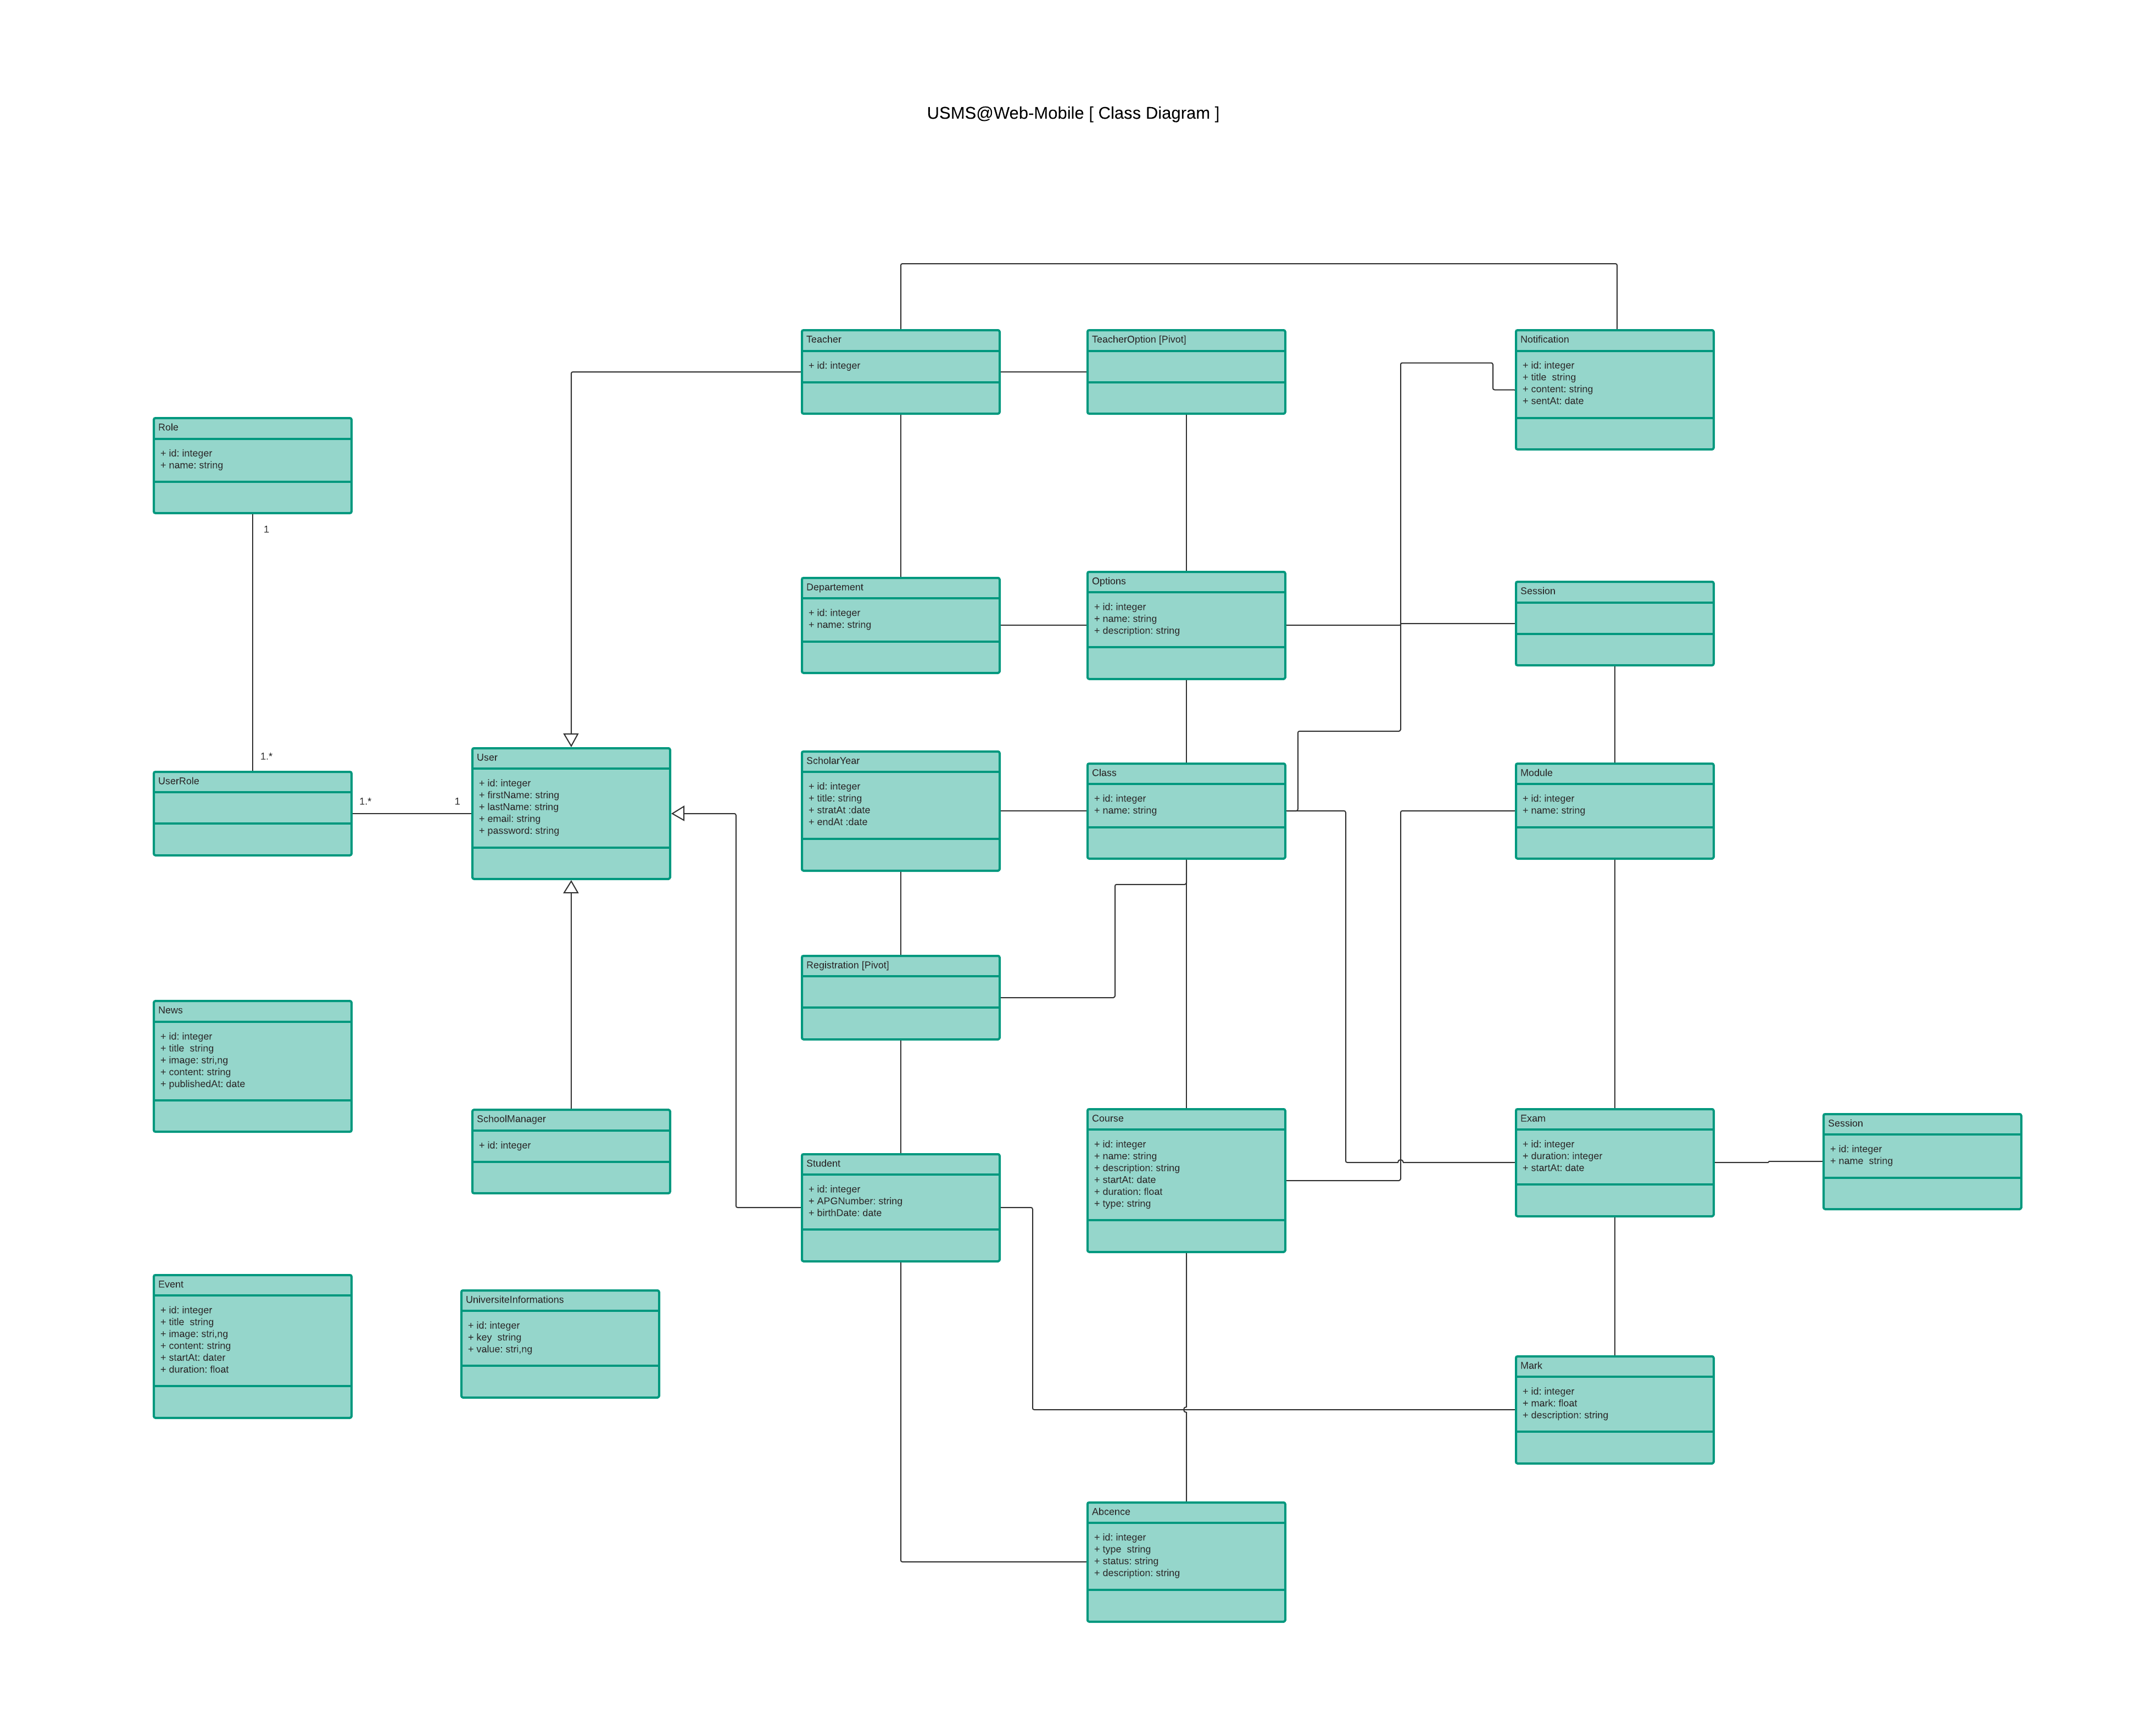 USMS@Web-Mobile [ Class Diagram ]
Teacher
+ id: integer
TeacherOption [Pivot]
Notification
+ id: integer
+ title  string
+ content: string
+ sentAt: date
Role
+ id: integer
+ name: string
1
1.*
Departement
+ id: integer
+ name: string
Options
+ id: integer
+ name: string
+ description: string
Session
UserRole
1.*
1
User
+ id: integer
+ firstName: string
+ lastName: string
+ email: string
+ password: string
ScholarYear
+ id: integer
+ title: string
+ stratAt :date
+ endAt :date
Class
+ id: integer
+ name: string
Module
+ id: integer
+ name: string
Registration [Pivot]
News
+ id: integer
+ title  string
+ image: stri,ng
+ content: string
+ publishedAt: date
SchoolManager
+ id: integer
Student
+ id: integer
+ APGNumber: string
+ birthDate: date
Course
+ id: integer
+ name: string
+ description: string
+ startAt: date
+ duration: float
+ type: string
Exam
+ id: integer
+ duration: integer
+ startAt: date
Session
+ id: integer
+ name  string
Event
+ id: integer
+ title  string
+ image: stri,ng
+ content: string
+ startAt: dater
+ duration: float
UniversiteInformations
+ id: integer
+ key  string
+ value: stri,ng
Mark
+ id: integer
+ mark: float
+ description: string
Abcence
+ id: integer
+ type  string
+ status: string
+ description: string